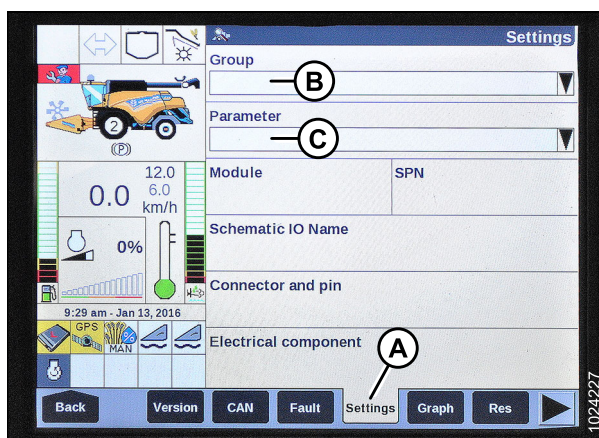 Settings
Group
B
Parameter
C
2
(P)
12.0
6.0
0.0
km/h
0%
Module
SPN
Schematic IO Name
Connector and pin
9:29 am - Jan 13, 2016
GPS
MAN
%
Electrical component
A
Back
Version
CAN
Fault
Settings
Graph
Res
1024227